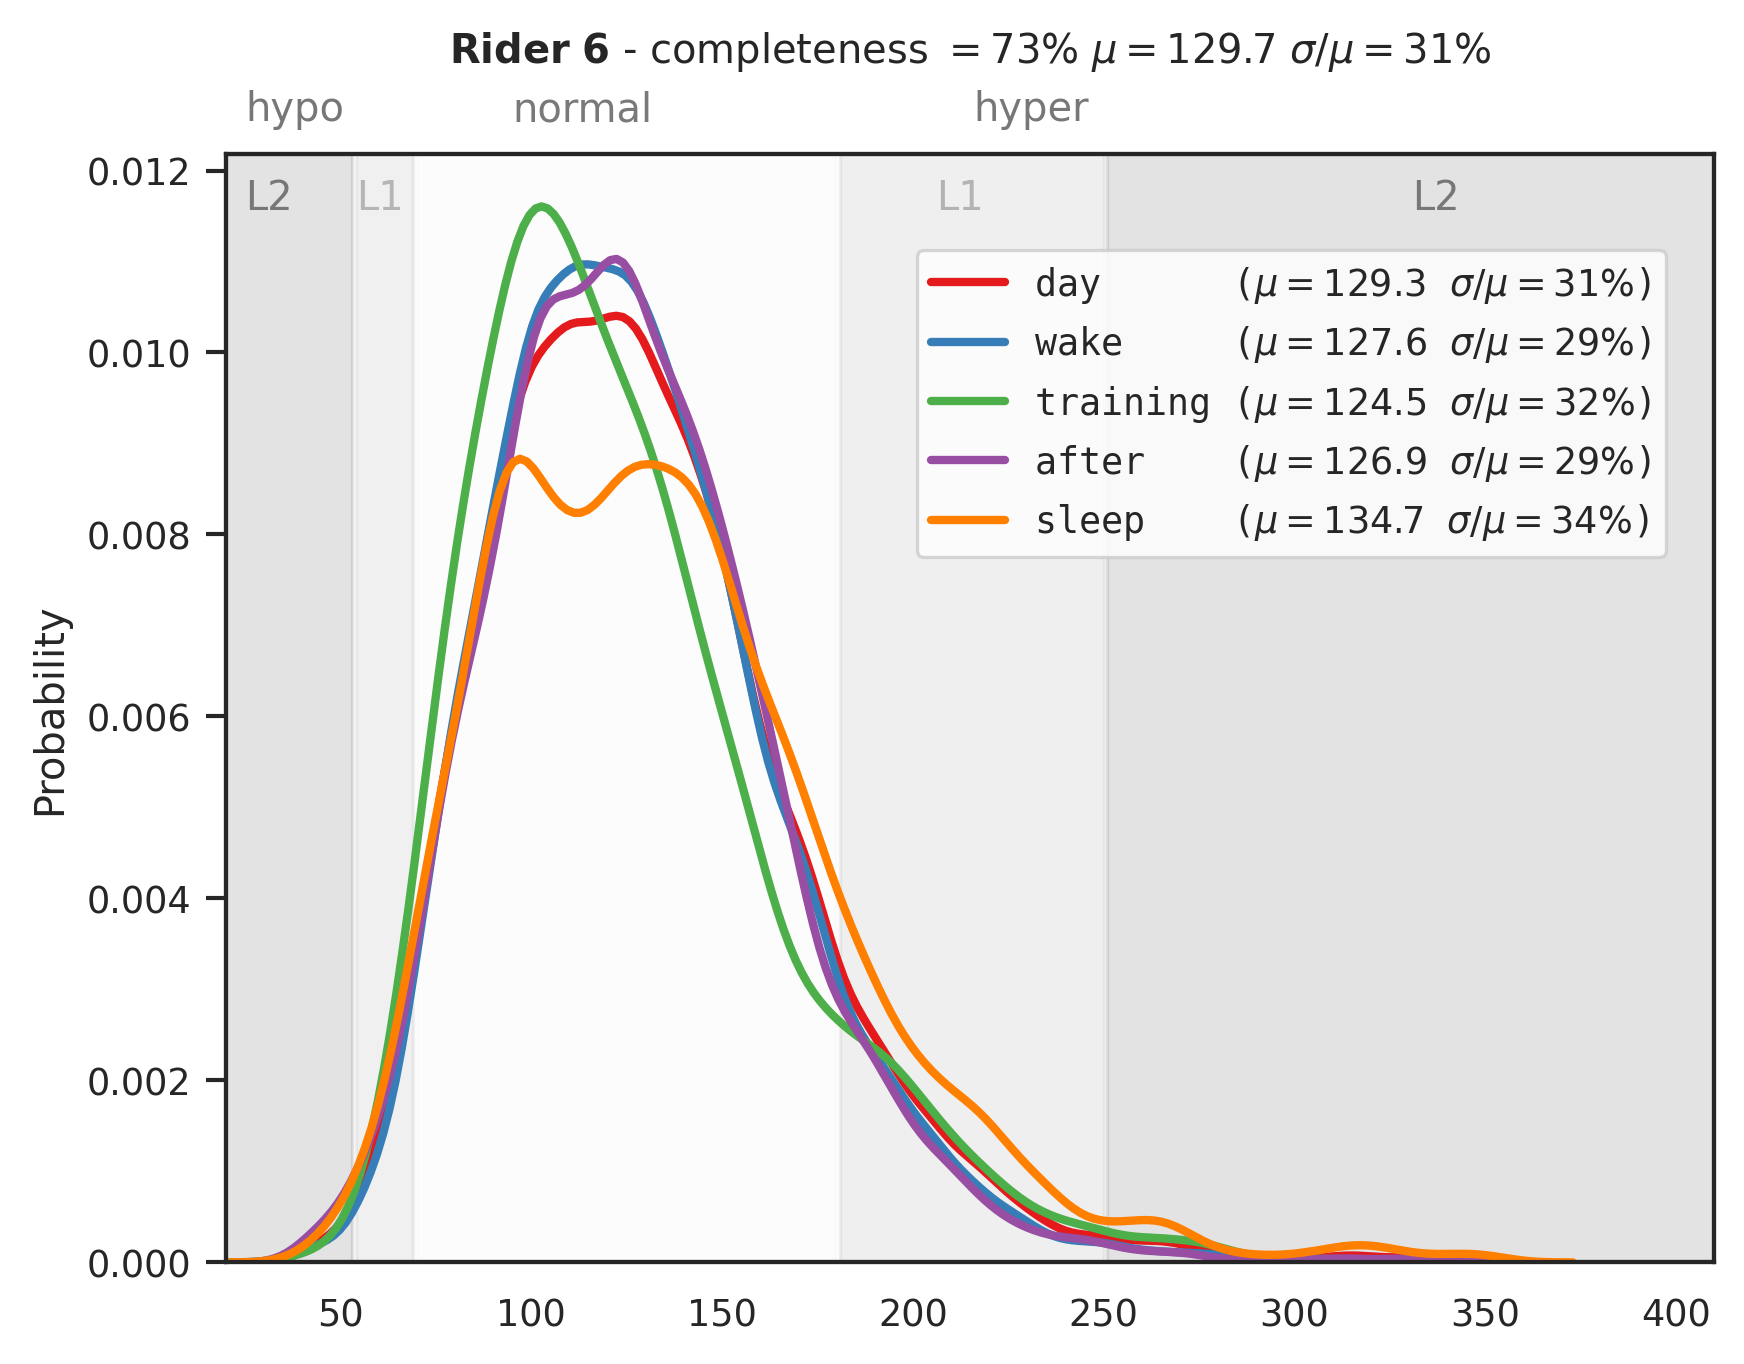 Rider 6 - completeness = 73% μ = 129.7 σ/μ = 31%
hypo normal hyper
L2 L1 L1 L2
day (μ = 129.3 σ/μ = 31%)
wake (μ = 127.6 σ/μ = 29%)
training (μ = 124.5 σ/μ = 32%)
after (μ = 126.9 σ/μ = 29%)
sleep (μ = 134.7 σ/μ = 34%)
Probability
0.012
0.010
0.008
0.006
0.004
0.002
0.000
50 100 150 200 250 300 350 400